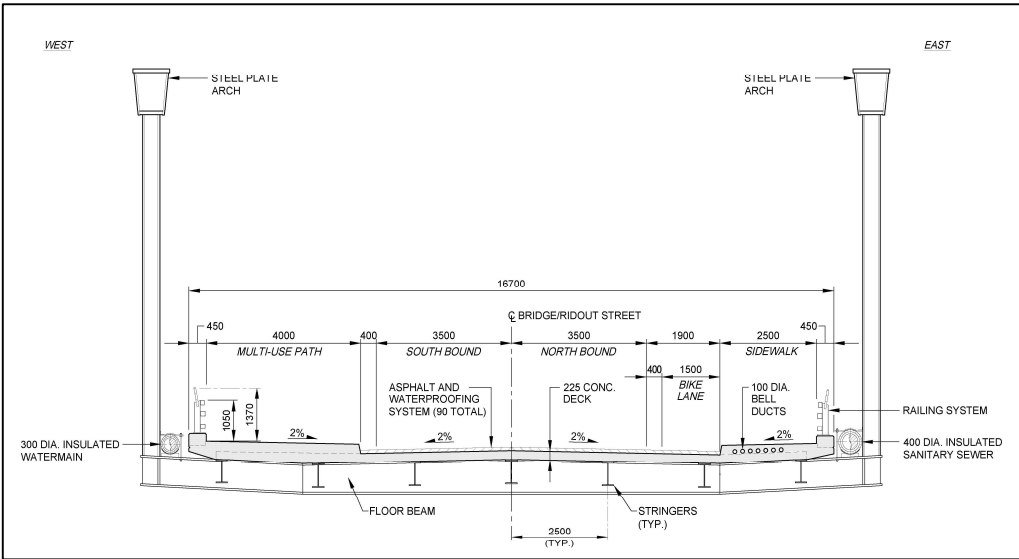 WEST
EAST
STEEL PLATE
ARCH
STEEL PLATE
ARCH
16700
℄ BRIDGE/RIDOUT STREET
450
4000
400
3500
3500
1900
2500
450
MULTI-USE PATH
SOUTH BOUND
NORTH BOUND
SIDEWALK
400
1500
BIKE
LANE
ASPHALT AND
WATERPROOFING
SYSTEM (90 TOTAL)
225 CONC.
DECK
100 DIA.
BELL
DUCTS
1050
1370
RAILING SYSTEM
2%
2%
2%
2%
300 DIA. INSULATED
WATERMAIN
400 DIA. INSULATED
SANITARY SEWER
FLOOR BEAM
STRINGERS
(TYP.)
2500
(TYP.)